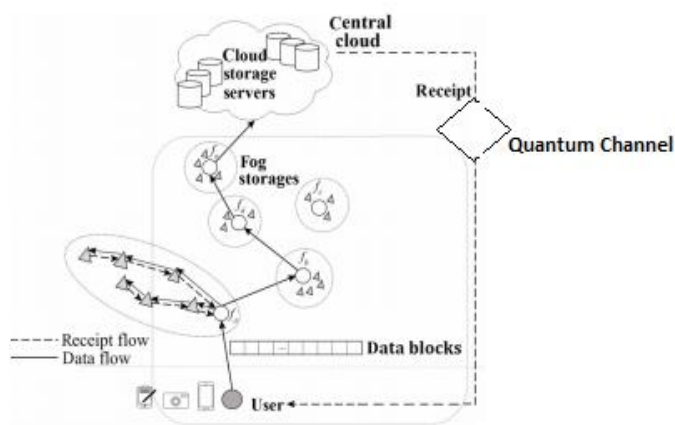 Central
cloud
Cloud
storage
servers
Receipt
Quantum Channel
Fog
storages
Receipt flow
Data flow
Data blocks
User